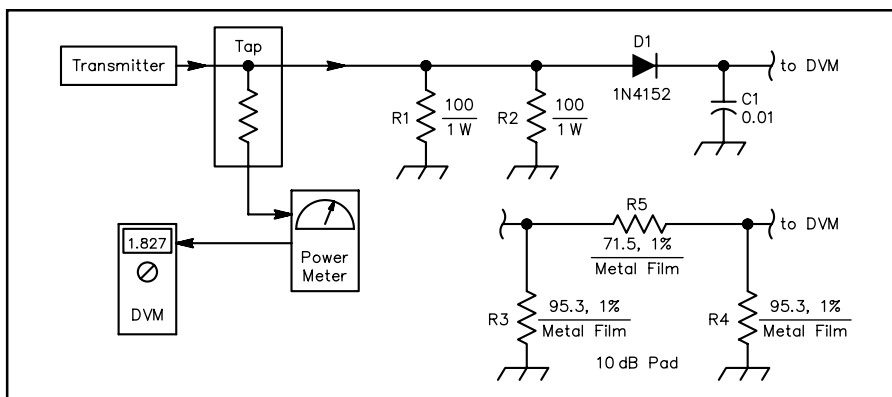 Transmitter
Tap
R1
100
1 W
R2
100
1 W
D1
1N4152
to DVM
C1
0.01
1.827
DVM
Power
Meter
R5
71.5, 1%
Metal Film
to DVM
R3
95.3, 1%
Metal Film
R4
95.3, 1%
Metal Film
10 dB Pad